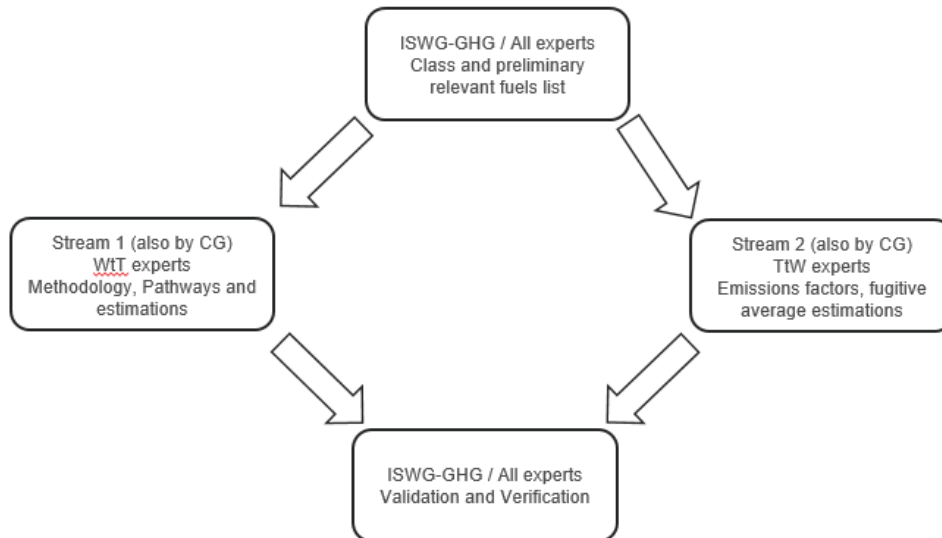 ISWG-GHG / All experts
Class and preliminary
relevant fuels list
Stream 1 (also by CG)
WtT experts
Methodology, Pathways and
estimations
Stream 2 (also by CG)
TtW experts
Emissions factors, fugitive
average estimations
ISWG-GHG / All experts
Validation and Verification